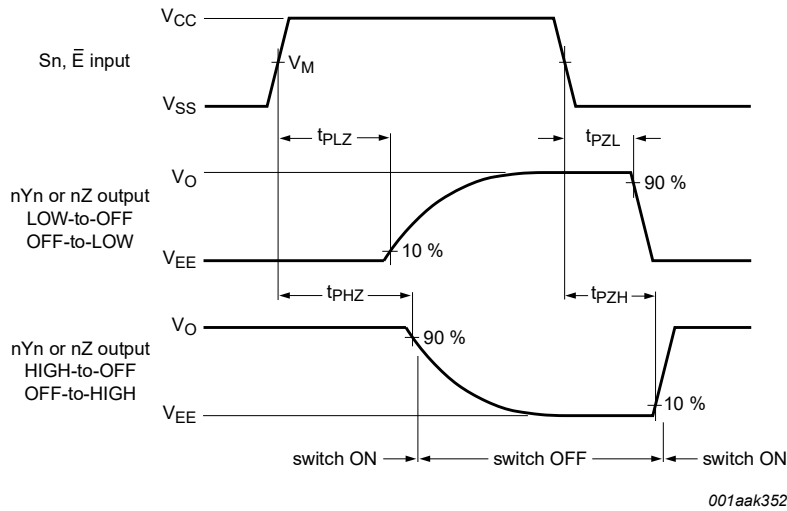 VCC
Sn, E̅ input
VM
VSS
tPLZ
tPZL
VO
nYn or nZ output
LOW-to-OFF
OFF-to-LOW
90 %
10 %
VEE
tPHZ
tPZH
VO
nYn or nZ output
HIGH-to-OFF
OFF-to-HIGH
90 %
10 %
VEE
switch ON switch OFF switch ON
001aak352